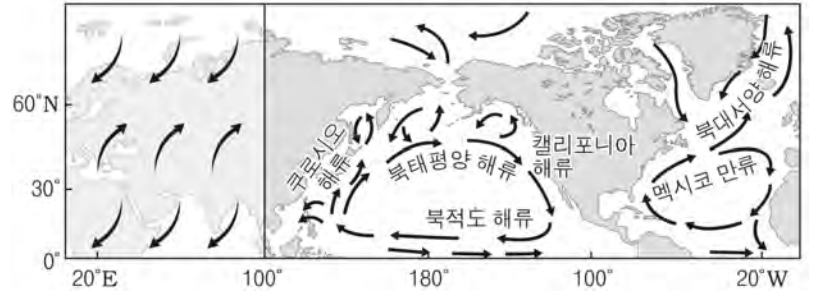 60°N
30°
0°
20°E
100°
180°
100°
20°W
쿠로시오
해류
북태평양 해류
캘리포니아
해류
북적도 해류
북대서양 해류
멕시코 만류